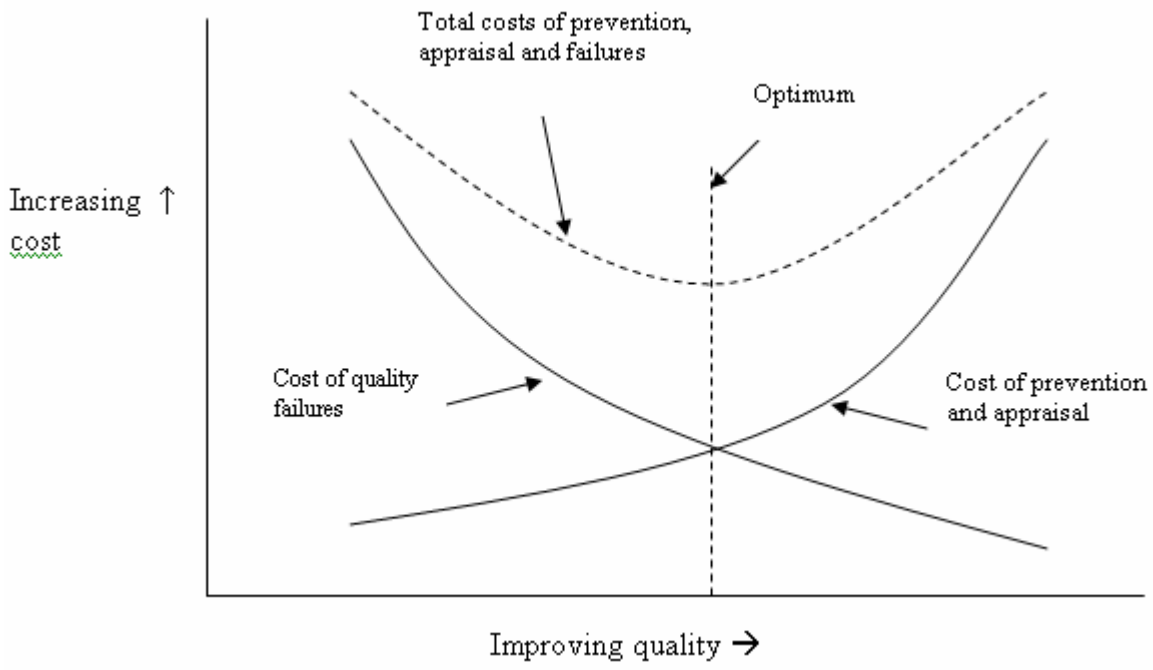 Total costs of prevention,
appraisal and failures
Optimum
Increasing ↑
cost
Cost of quality
failures
Cost of prevention
and appraisal
Improving quality →